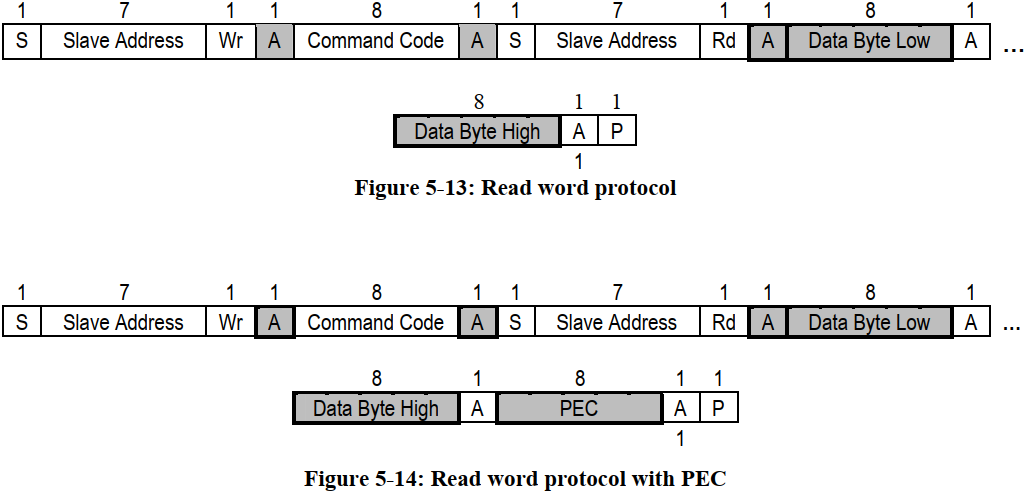 1 7 1 1 8 1 1 7 1 1 8 1
S Slave Address Wr A Command Code A S Slave Address Rd A Data Byte Low A ...
8 1 1
Data Byte High A P
1
Figure 5-13: Read word protocol
1 7 1 1 8 1 1 7 1 1 8 1
S Slave Address Wr A Command Code A S Slave Address Rd A Data Byte Low A ...
8 1 8 1 1
Data Byte High A PEC A P
1
Figure 5-14: Read word protocol with PEC